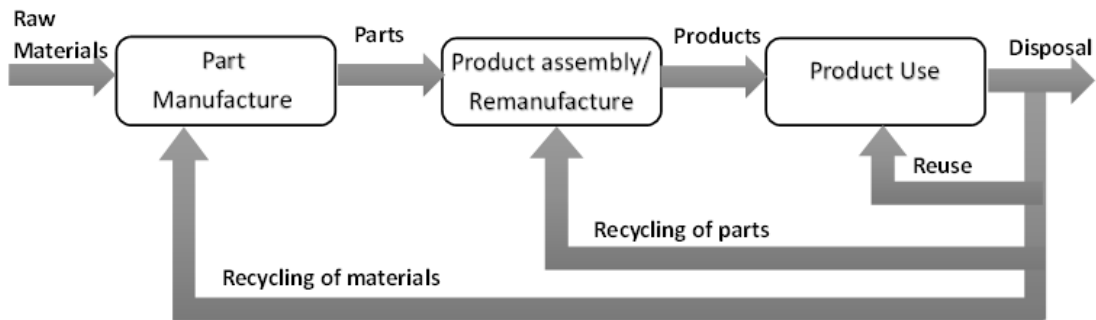 Raw
Materials
Part
Manufacture
Parts
Product assembly/
Remanufacture
Products
Product Use
Disposal
Reuse
Recycling of parts
Recycling of materials